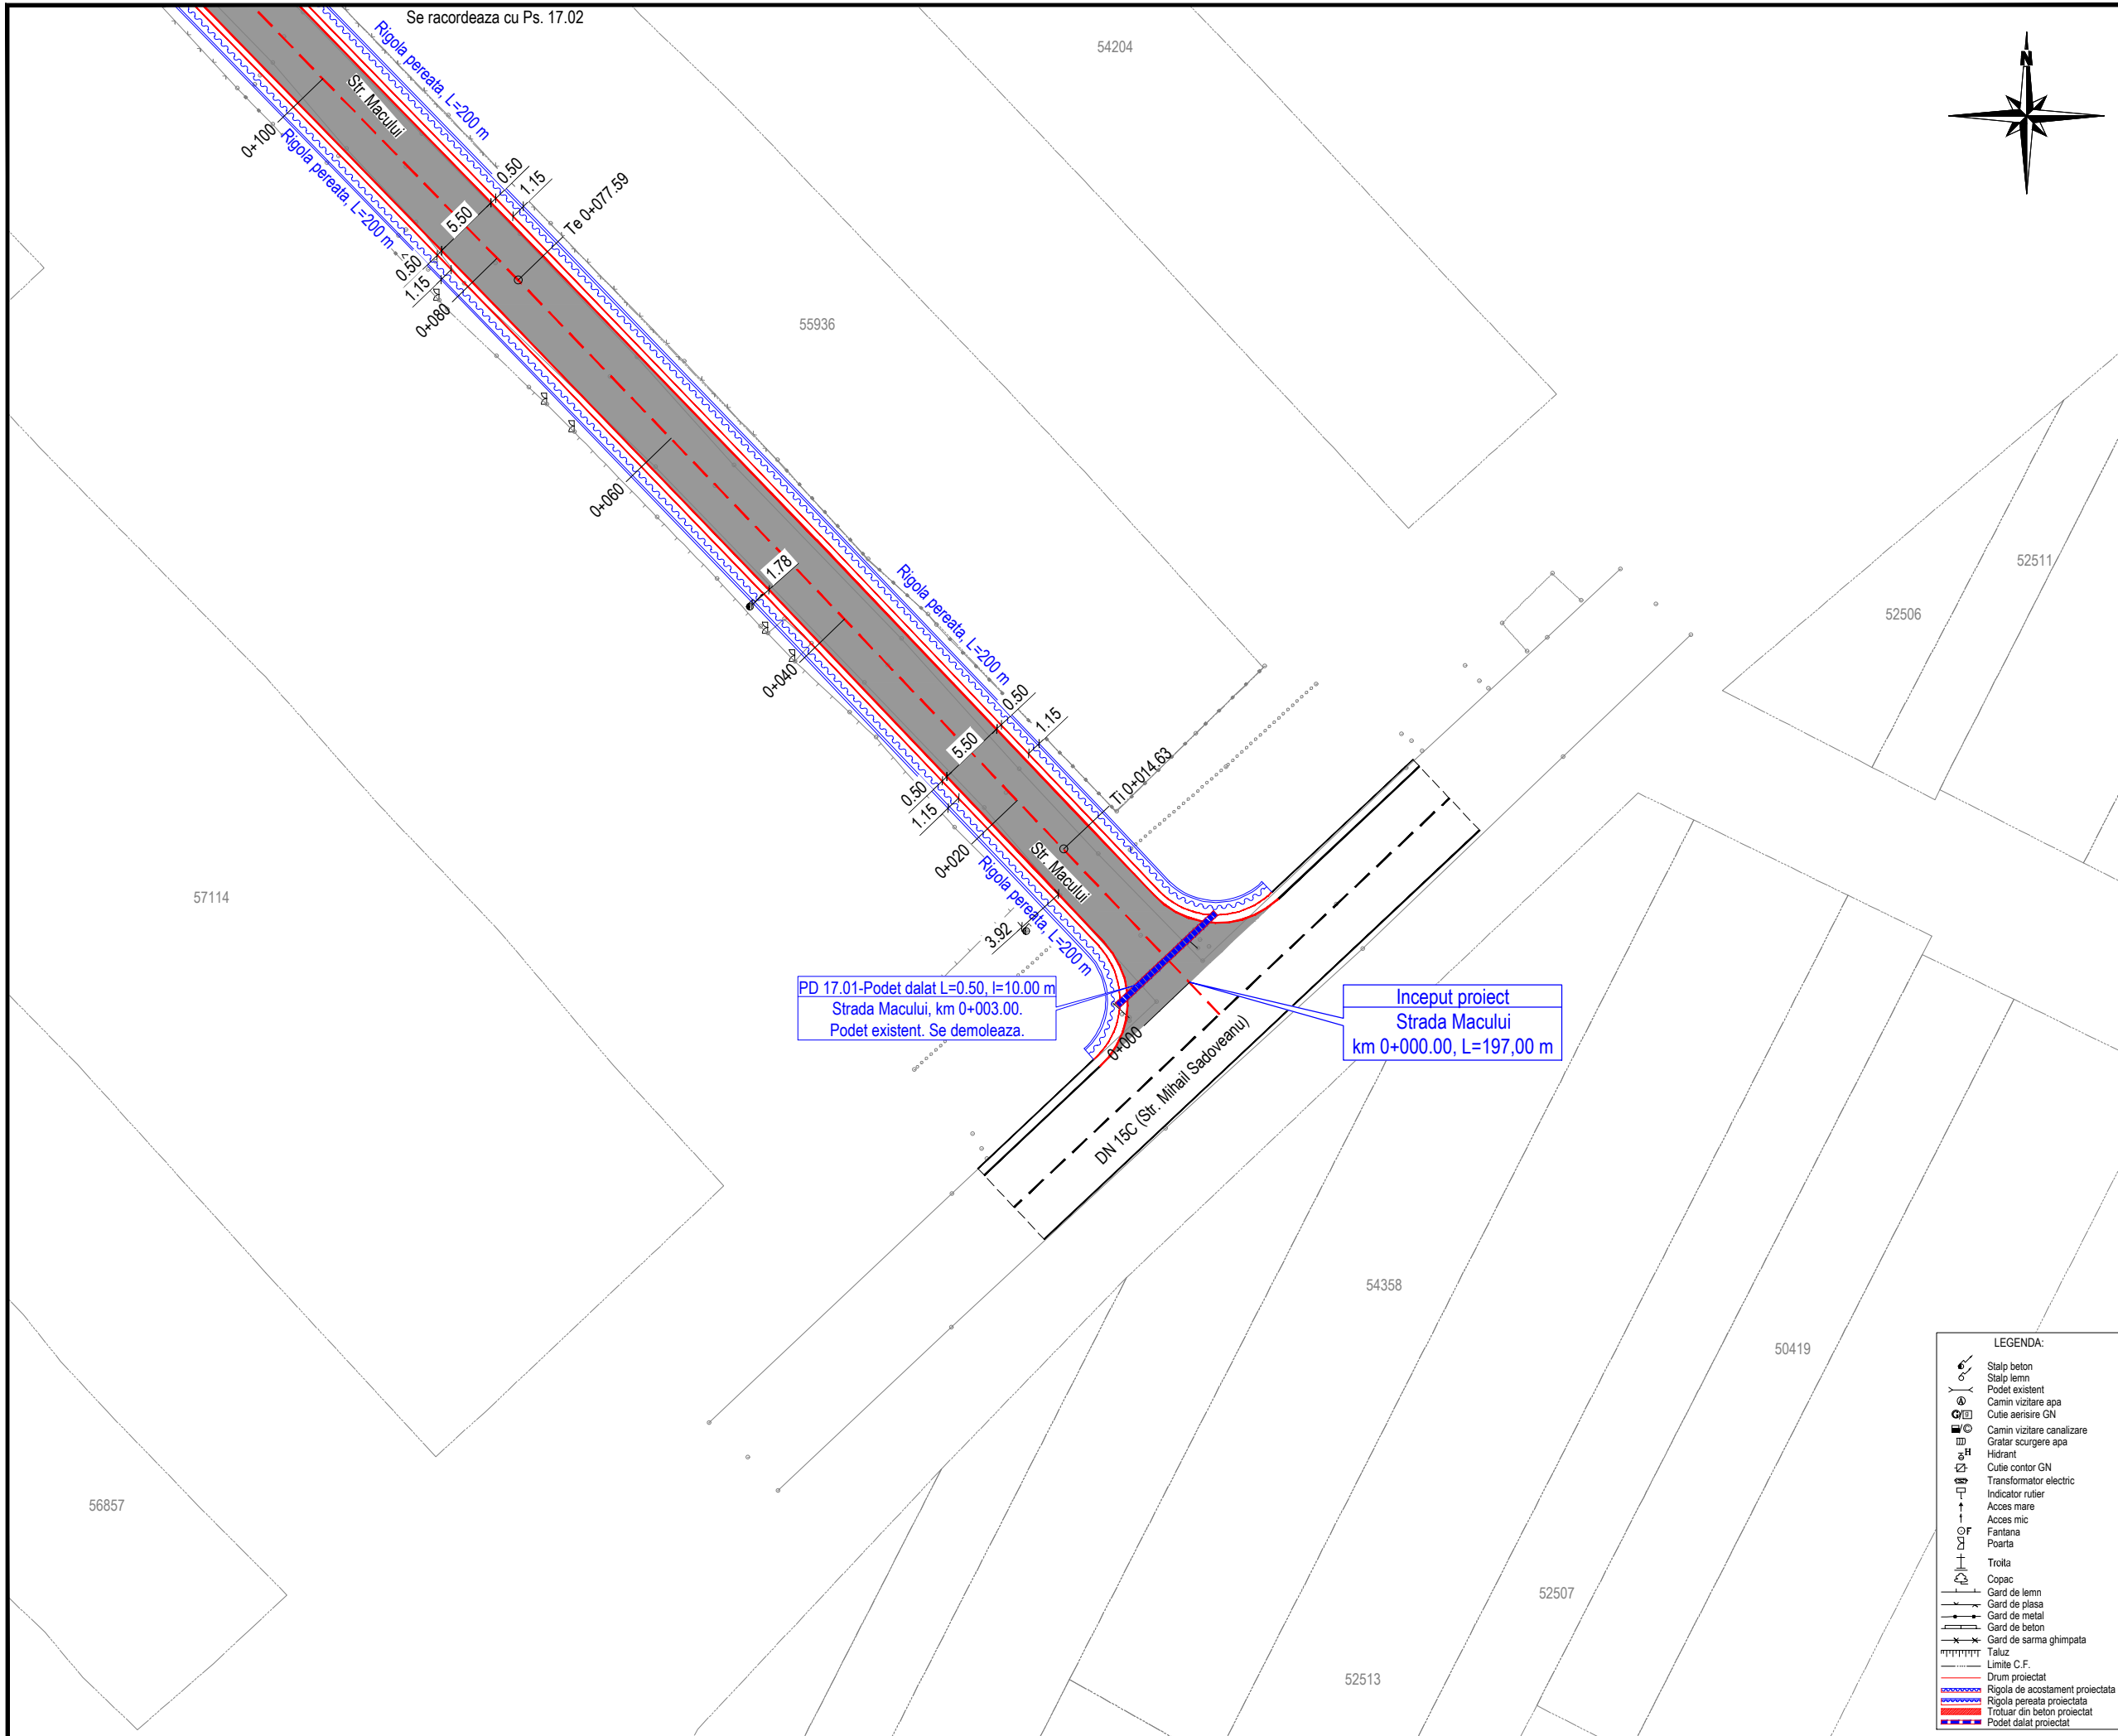 Se racordeaza cu Ps. 17.02
54204
N
Rigola pereata, L=200 m
Str. Macului
0+100
Rigola pereata, L=200 m
0.50
1.15
5.50
Te 0+077.59
0.50
1.15
0+080
55936
0+060
52511
1.78
Rigola pereata, L=200 m
52506
0+040
0.50
1.15
5.50
Ti 0+014.63
0.50
1.15
0+020
Str. Macului
Rigola pereata, L=200 m
57114
3.92
PD 17.01-Podet dalat L=0.50, l=10.00 m
Strada Macului, km 0+003.00.
Podet existent. Se demoleaza.
Inceput proiect
Strada Macului
km 0+000.00, L=197,00 m
0+000
DN 15C (Str. Mihail Sadoveanu)
54358
50419
56857
52507
52513
LEGENDA:
Stalp beton
Stalp lemn
Podet existent
A Camin vizitare apa
G/ Cutie aerisire GN
/C Camin vizitare canalizare
Gratar scurgere apa
H Hidrant
Cutie contor GN
Transformator electric
Indicator rutier
Acces mare
Acces mic
F Fantana
Poarta
Troita
Copac
Gard de lemn
Gard de plasa
Gard de metal
Gard de beton
Gard de sarma ghimpata
Taluz
Limite C.F.
Drum proiectat
Rigola de acostament proiectata
Rigola pereata proiectata
Trotuar din beton proiectat
Podet dalat proiectat